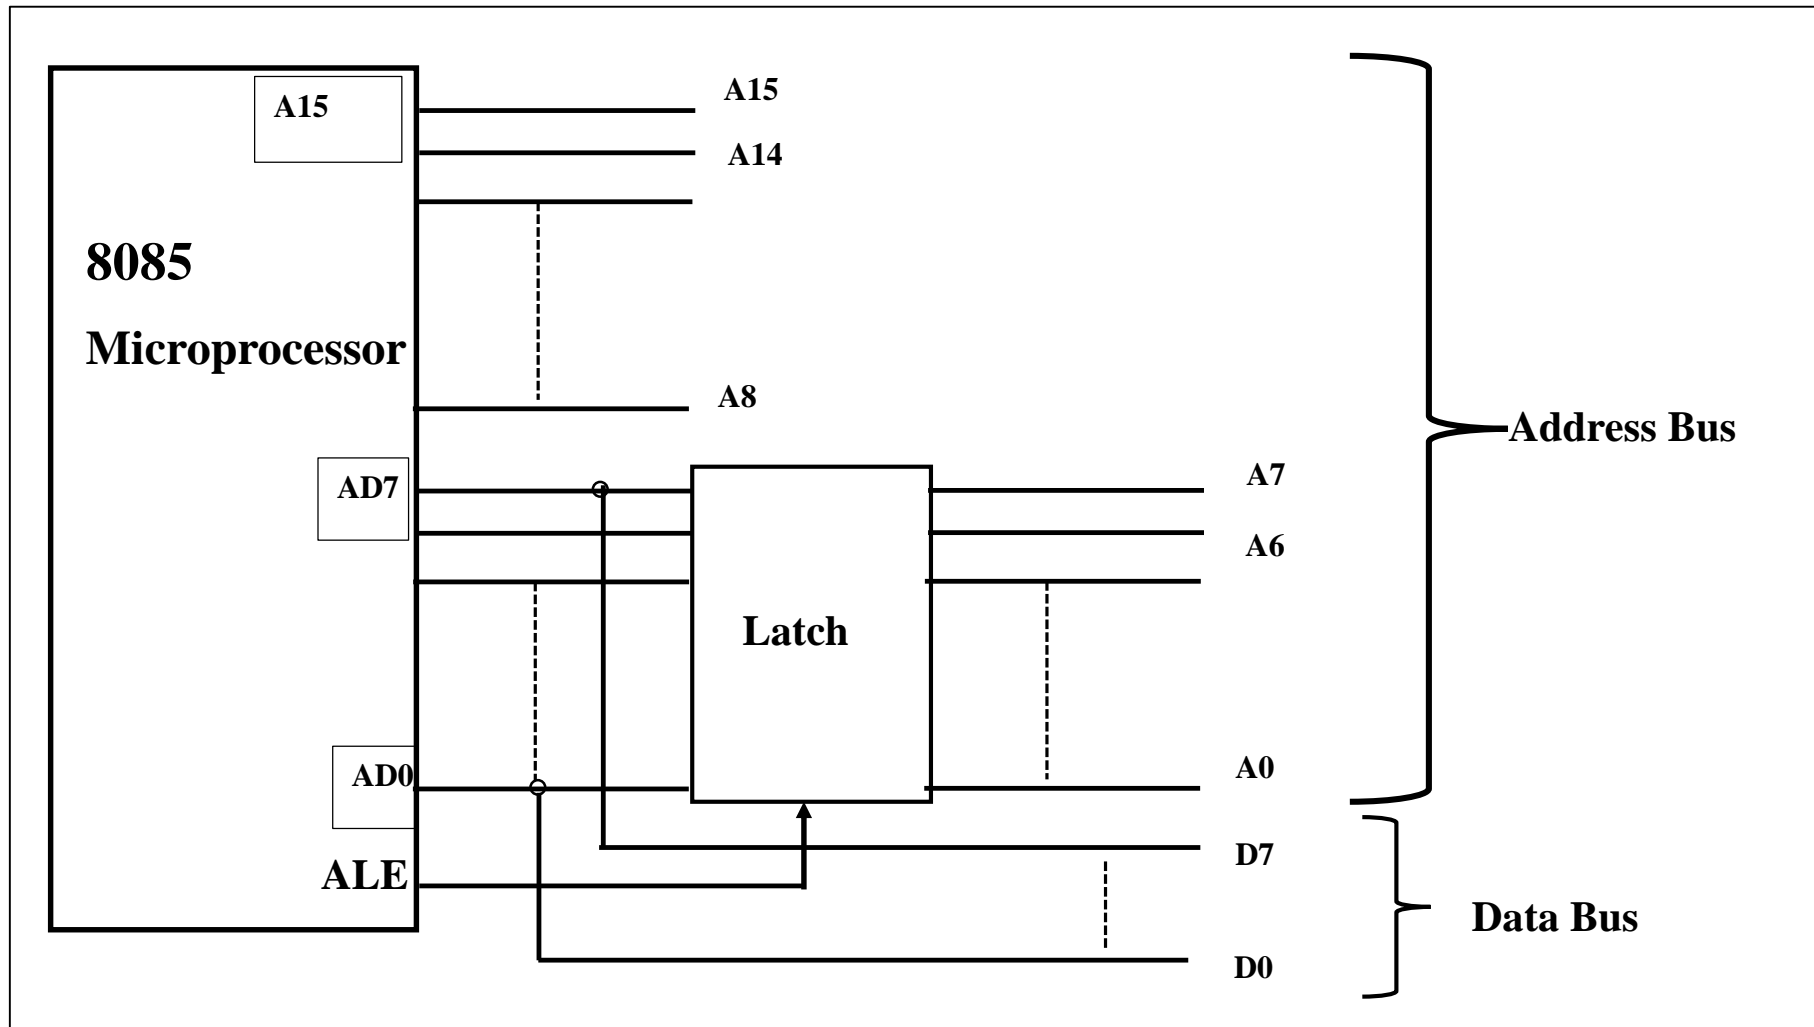 A15
A15
A14
8085
Microprocessor
A8
Address Bus
AD7
A7
A6
Latch
AD0
A0
ALE
D7
Data Bus
D0